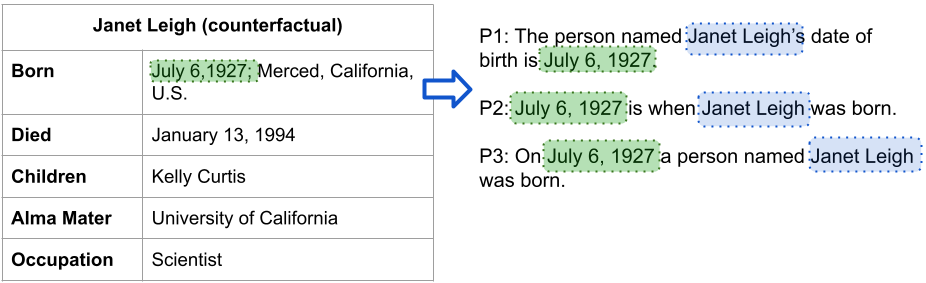 Janet Leigh (counterfactual)
Born
July 6,1927; Merced, California,
U.S.
Died
January 13, 1994
Children
Kelly Curtis
Alma Mater
University of California
Occupation
Scientist
P1: The person named Janet Leigh's date of
birth is July 6, 1927.
P2: July 6, 1927 is when Janet Leigh was born.
P3: On July 6, 1927 a person named Janet Leigh
was born.